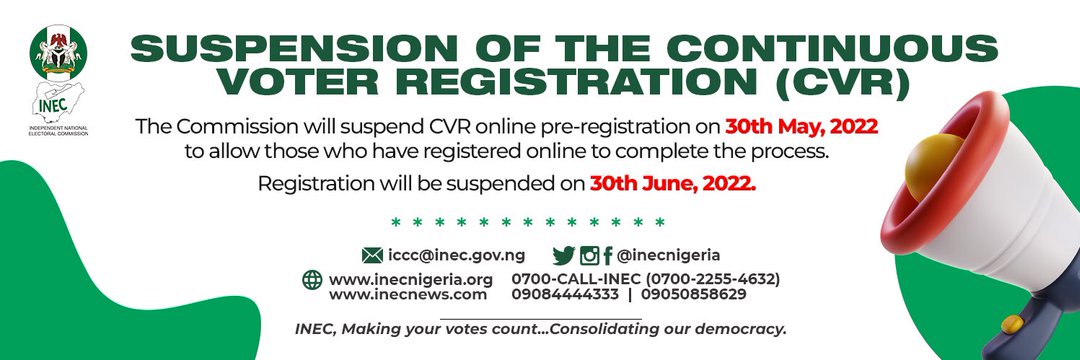 INEC
INDEPENDENT NATIONAL
ELECTORAL COMMISSION
SUSPENSION OF THE CONTINUOUS
VOTER REGISTRATION (CVR)
The Commission will suspend CVR online pre-registration on 30th May, 2022
to allow those who have registered online to complete the process.
Registration will be suspended on 30th June, 2022.
* * * * * * * * * * * * *
iccc@inec.gov.ng @inecnigeria
www.inecnigeria.org 0700-CALL-INEC (0700-2255-4632)
www.inecnews.com 09084444333 | 09050858629
INEC, Making your votes count...Consolidating our democracy.